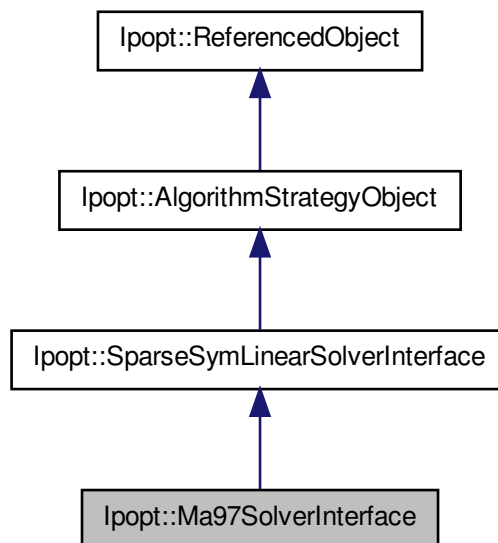 Ipopt::ReferencedObject
Ipopt::AlgorithmStrategyObject
Ipopt::SparseSymLinearSolverInterface
Ipopt::Ma97SolverInterface